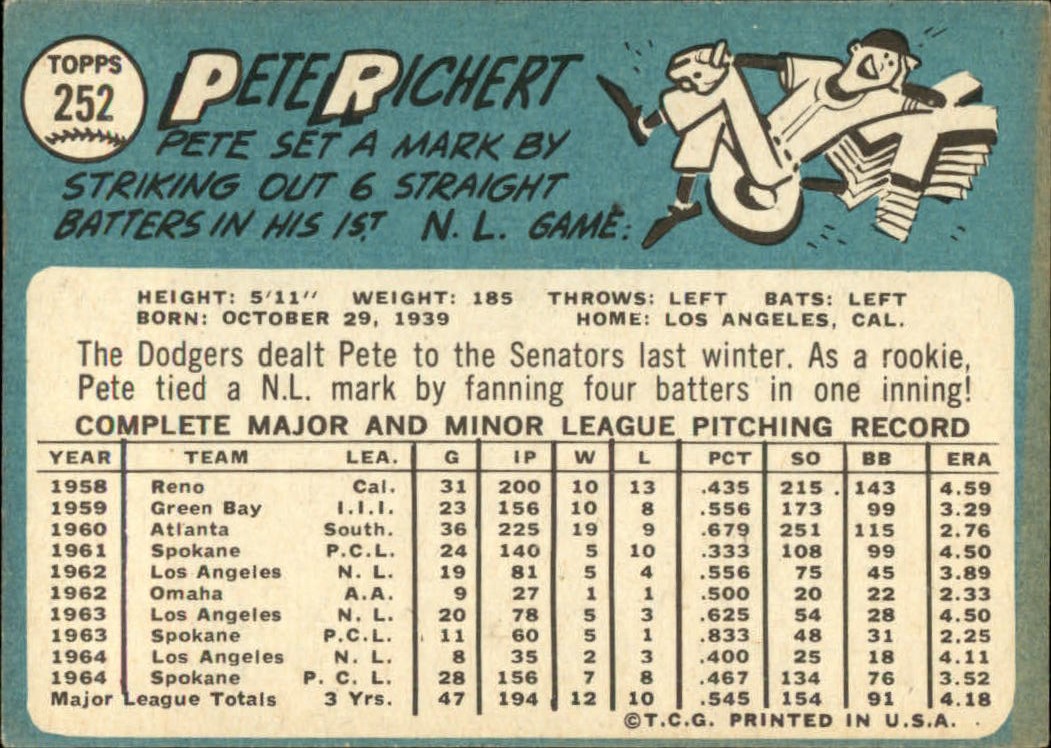 TOPPS
252
PETE RICHERT
PETE SET A MARK BY
STRIKING OUT 6 STRAIGHT
BATTERS IN HIS 1ST N. L. GAME.
HEIGHT: 5'11" WEIGHT: 185 THROWS: LEFT BATS: LEFT
BORN: OCTOBER 29, 1939 HOME: LOS ANGELES, CAL.
The Dodgers dealt Pete to the Senators last winter. As a rookie,
Pete tied a N.L. mark by fanning four batters in one inning!
COMPLETE MAJOR AND MINOR LEAGUE PITCHING RECORD
YEAR TEAM LEA. G IP W L PCT SO BB ERA
1958 Reno Cal. 31 200 10 13 .435 215 143 4.59
1959 Green Bay I.I.I. 23 156 10 8 .556 173 99 3.29
1960 Atlanta South. 36 225 19 9 .679 251 115 2.76
1961 Spokane P.C.L. 24 140 5 10 .333 108 99 4.50
1962 Los Angeles N. L. 19 81 5 4 .556 75 45 3.89
1962 Omaha A.A. 9 27 1 1 .500 20 22 2.33
1963 Los Angeles N. L. 20 78 5 3 .625 54 28 4.50
1963 Spokane P.C.L. 11 60 5 1 .833 48 31 2.25
1964 Los Angeles N. L. 8 35 2 3 .400 25 18 4.11
1964 Spokane P. C. L. 28 156 7 8 .467 134 76 3.52
Major League Totals 3 Yrs. 47 194 12 10 .545 154 91 4.18
©T.C.G. PRINTED IN U.S.A.